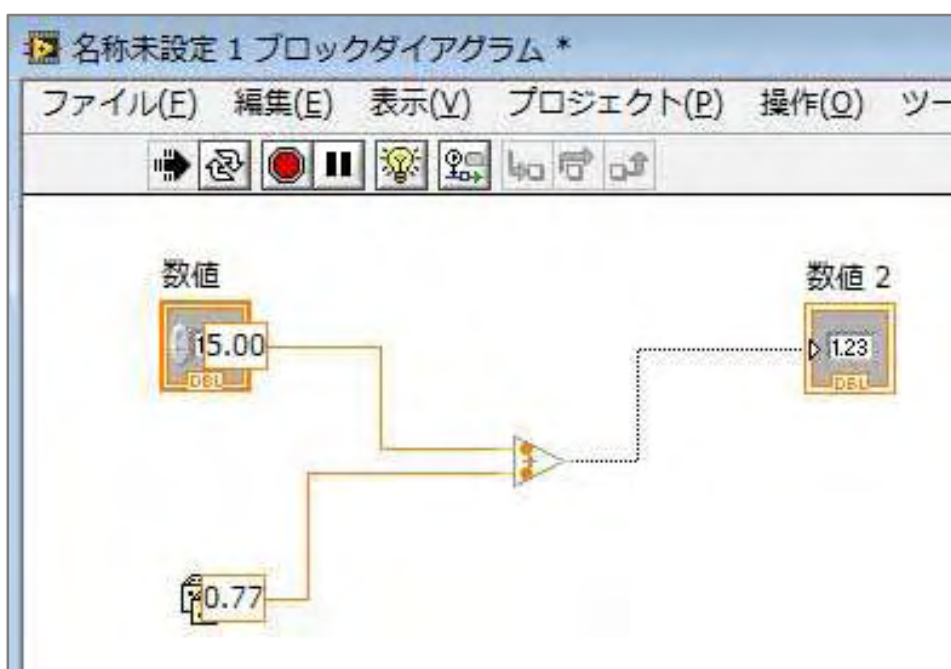 名称未設定 1 ブロックダイアグラム *
ファイル(F) 編集(E) 表示(V) プロジェクト(P) 操作(O) ツー
数値
数値 2
15.00
DBL
1.23
DBL
0.77